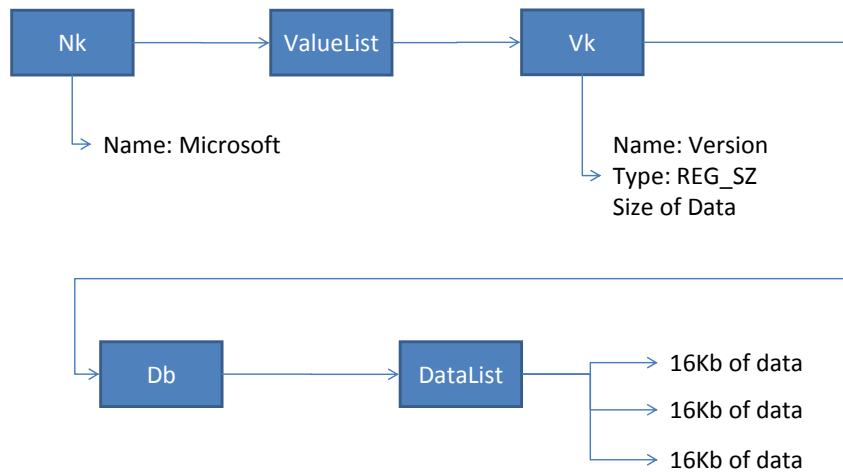 Nk
ValueList
Vk
Name: Microsoft
Name: Version
Type: REG_SZ
Size of Data
Db
DataList
16Kb of data
16Kb of data
16Kb of data